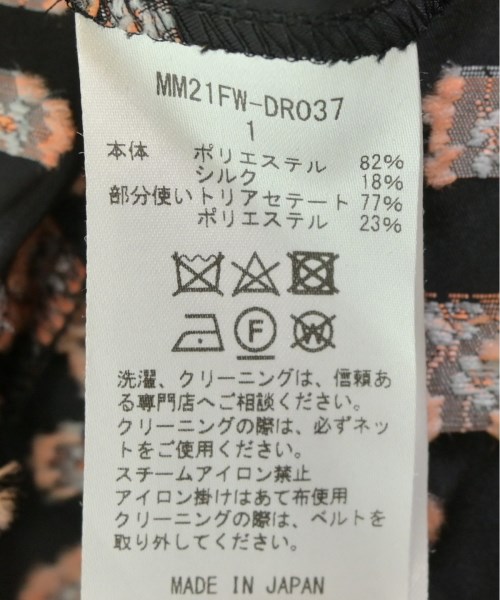 MM21FW-DR037
1
本体 ポリエステル 82%
シルク 18%
部分使いトリアセテート 77%
ポリエステル 23%
F W
洗濯、クリーニングは、信頼あ
る専門店へご相談ください。
クリーニングの際は、必ずネッ
トをご使用ください。
スチームアイロン禁止
アイロン掛けはあて布使用
クリーニングの際は、ベルトを
取り外してください。
MADE IN JAPAN